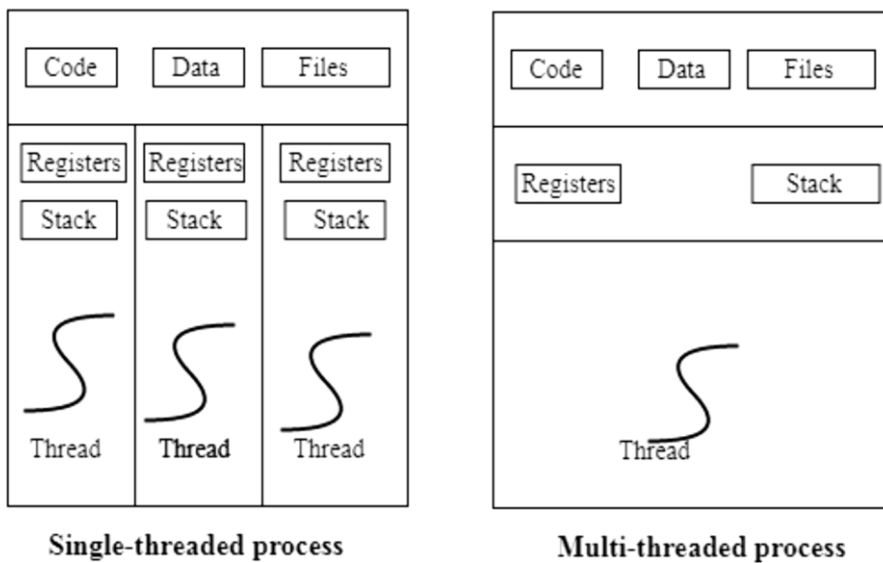 Code Data Files
Registers Registers Registers
Stack Stack Stack
Thread Thread Thread
Single-threaded process
Code Data Files
Registers Stack
Thread
Multi-threaded process